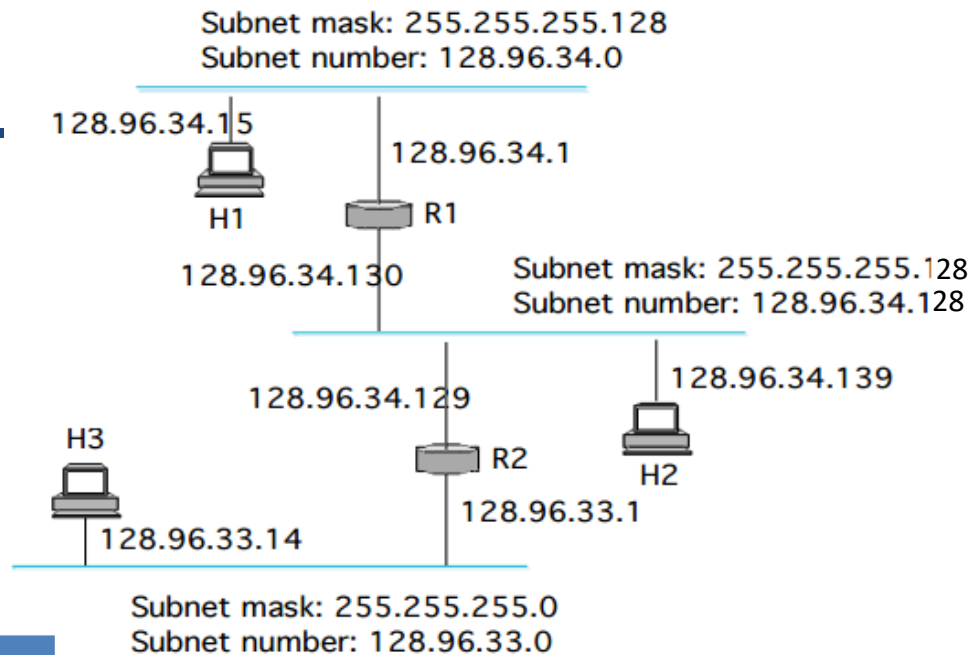 Subnet mask: 255.255.255.128
Subnet number: 128.96.34.0
128.96.34.15
128.96.34.1
H1
R1
128.96.34.130
Subnet mask: 255.255.255.128
Subnet number: 128.96.34.128
128.96.34.139
128.96.34.129
H3
R2
H2
128.96.33.1
128.96.33.14
Subnet mask: 255.255.255.0
Subnet number: 128.96.33.0